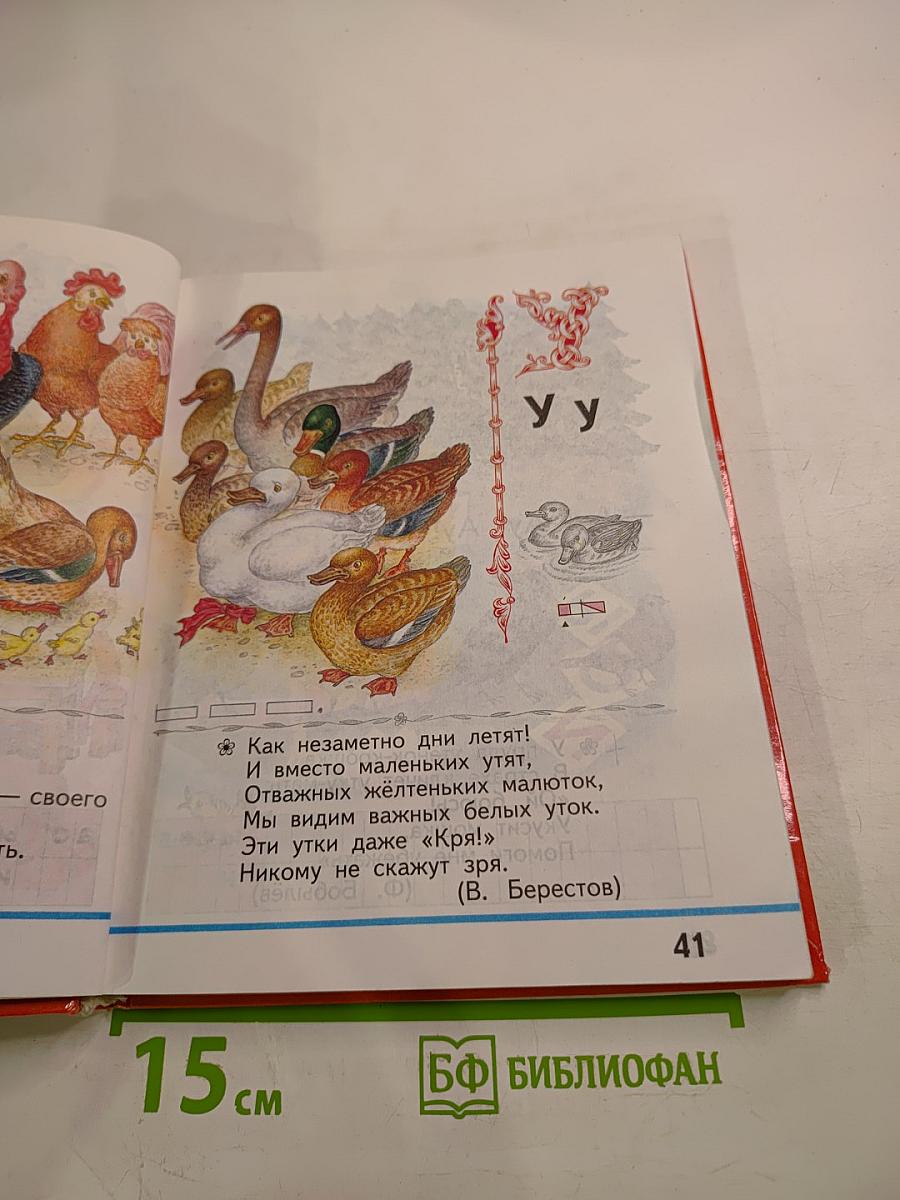 У
У у
Как незаметно дни летят!
И вместо маленьких утят,
Отважных жёлтеньких малюток,
Мы видим важных белых уток.
Эти утки даже «Кря!»
Никому не скажут зря.
(В. Берестов)
— своего
ть.
41
15 см
БФ БИБЛИОФАН